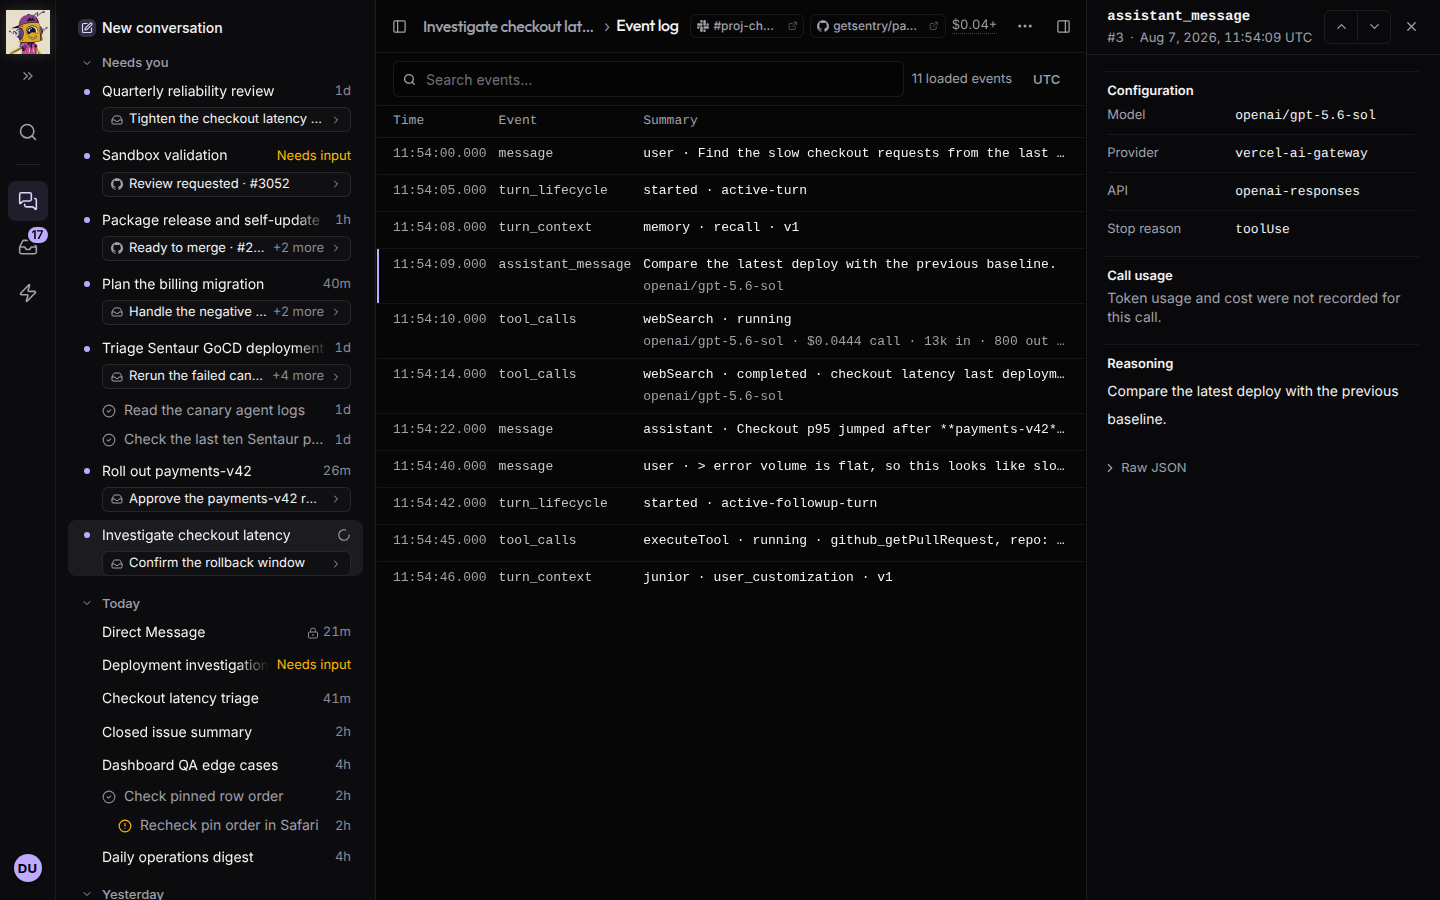 New conversation
Needs you
Quarterly reliability review 1d
Tighten the checkout latency ...
Sandbox validation Needs input
Review requested · #3052
Package release and self-update 1h
Ready to merge · #2... +2 more
Plan the billing migration 40m
Handle the negative ... +2 more
Triage Sentaur GoCD deployment 1d
Rerun the failed can... +4 more
Read the canary agent logs 1d
Check the last ten Sentaur p... 1d
Roll out payments-v42 26m
Approve the payments-v42 r...
Investigate checkout latency
Confirm the rollback window
Today
Direct Message 21m
Deployment investigation Needs input
Checkout latency triage 41m
Closed issue summary 2h
Dashboard QA edge cases 4h
Check pinned row order 2h
Recheck pin order in Safari 2h
Daily operations digest 4h
Yesterday
17
DU
Investigate checkout lat... › Event log #proj-ch... getsentry/pa... $0.04+
Search events... 11 loaded events UTC
Time Event Summary
11:54:00.000 message user · Find the slow checkout requests from the last …
11:54:05.000 turn_lifecycle started · active-turn
11:54:08.000 turn_context memory · recall · v1
11:54:09.000 assistant_message Compare the latest deploy with the previous baseline.
openai/gpt-5.6-sol
11:54:10.000 tool_calls webSearch · running
openai/gpt-5.6-sol · $0.0444 call · 13k in · 800 out …
11:54:14.000 tool_calls webSearch · completed · checkout latency last deploym…
openai/gpt-5.6-sol
11:54:22.000 message assistant · Checkout p95 jumped after **payments-v42*…
11:54:40.000 message user · > error volume is flat, so this looks like slo…
11:54:42.000 turn_lifecycle started · active-followup-turn
11:54:45.000 tool_calls executeTool · running · github_getPullRequest, repo: …
11:54:46.000 turn_context junior · user_customization · v1
assistant_message
#3 · Aug 7, 2026, 11:54:09 UTC
Configuration
Model openai/gpt-5.6-sol
Provider vercel-ai-gateway
API openai-responses
Stop reason toolUse
Call usage
Token usage and cost were not recorded for
this call.
Reasoning
Compare the latest deploy with the previous
baseline.
Raw JSON